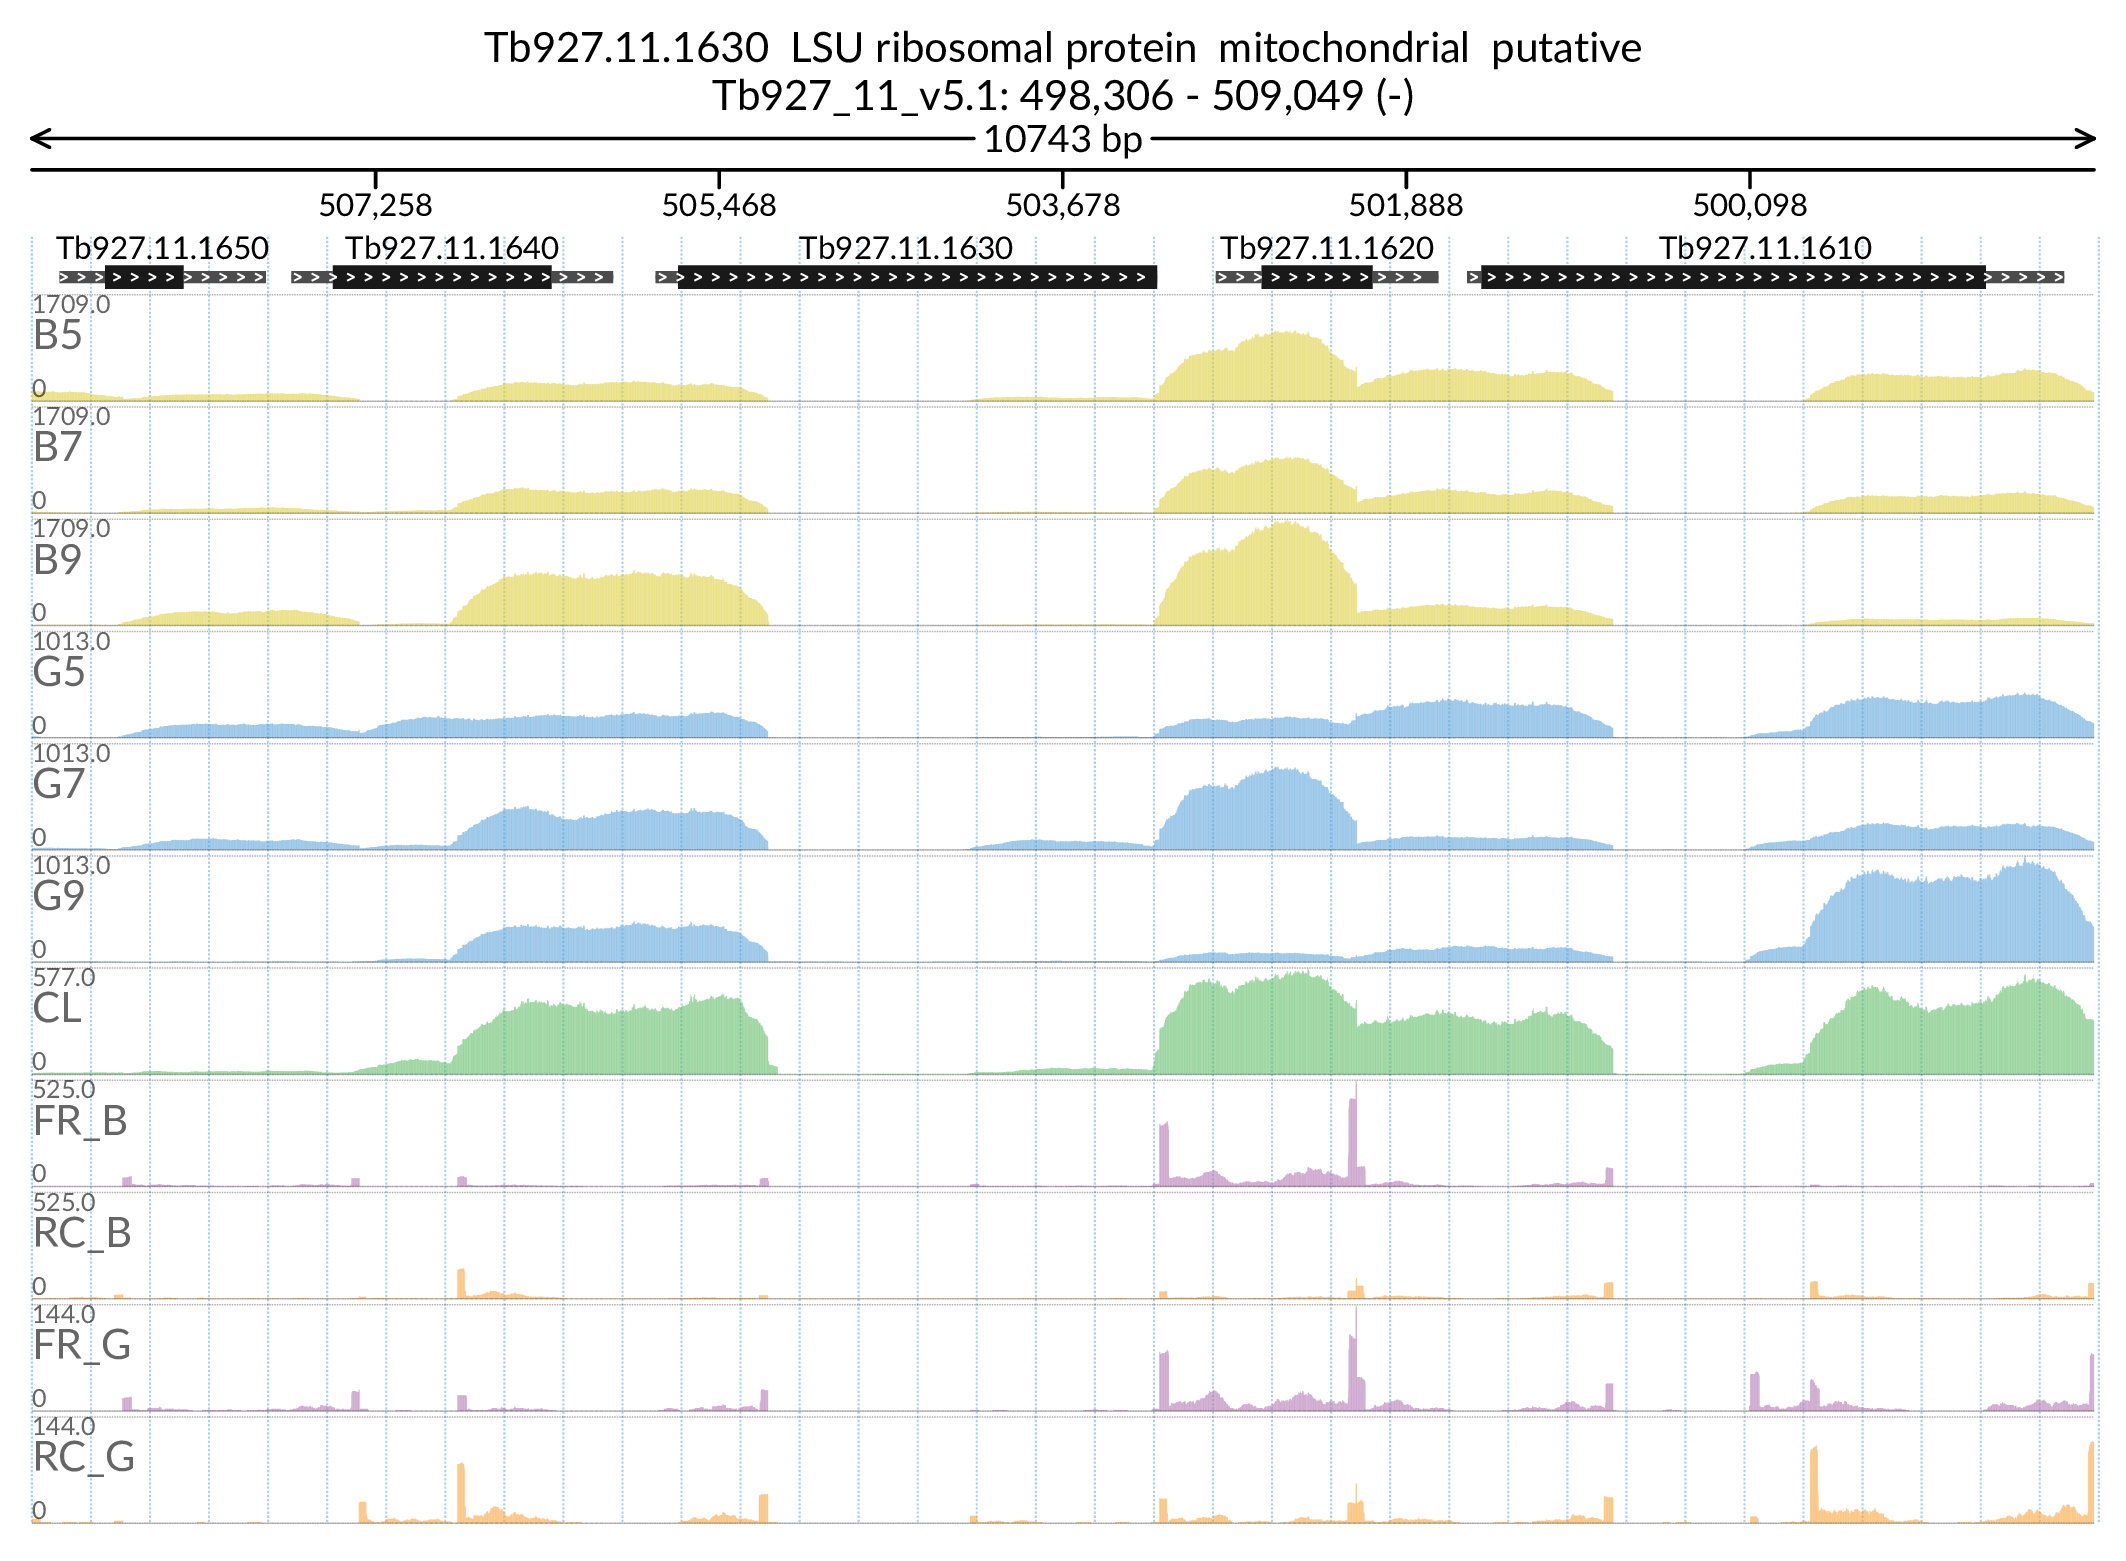 Tb927.11.1630 LSU ribosomal protein mitochondrial putative
Tb927_11_v5.1: 498,306 - 509,049 (-)
10743 bp
507,258 505,468 503,678 501,888 500,098
Tb927.11.1650 Tb927.11.1640 Tb927.11.1630 Tb927.11.1620 Tb927.11.1610
1709.0
B5
0
1709.0
B7
0
1709.0
B9
0
1013.0
G5
0
1013.0
G7
0
1013.0
G9
0
577.0
CL
0
525.0
FR_B
0
525.0
RC_B
0
144.0
FR_G
0
144.0
RC_G
0